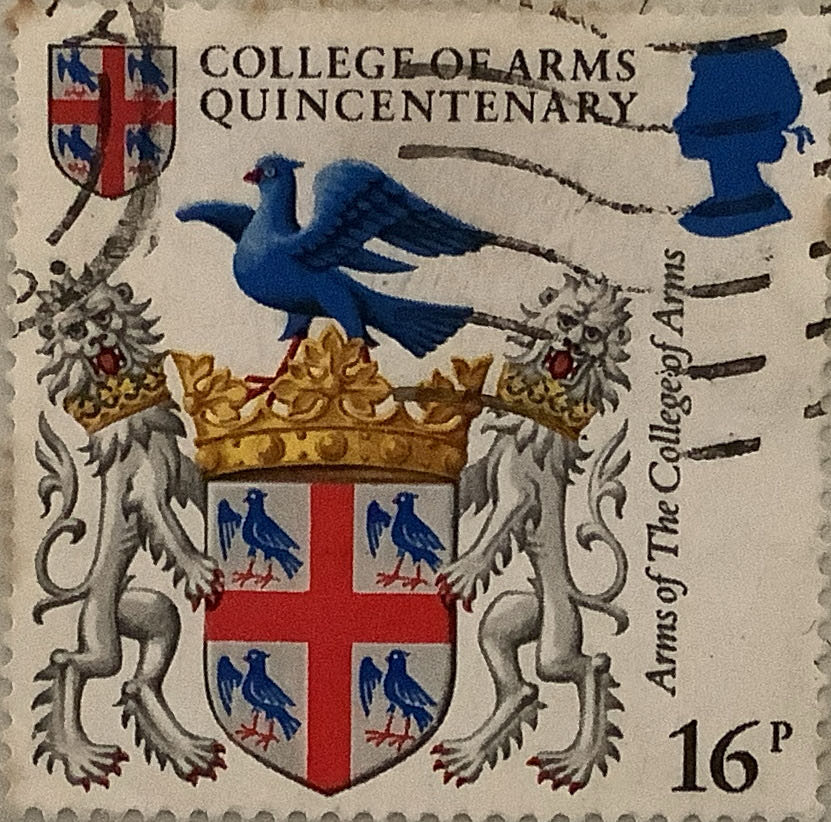 COLLEGE OF ARMS
QUINCENTENARY
Arms of The College of Arms
16P